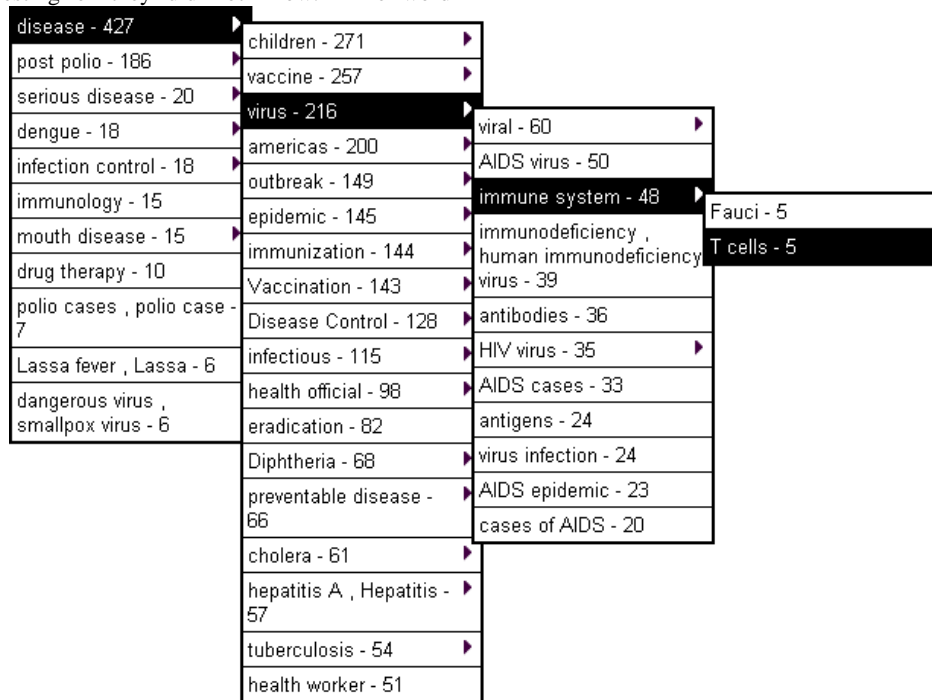 disease - 427
post polio - 186
serious disease - 20
dengue - 18
infection control - 18
immunology - 15
mouth disease - 15
drug therapy - 10
polio cases , polio case -
7
Lassa fever , Lassa - 6
dangerous virus ,
smallpox virus - 6
children - 271
vaccine - 257
virus - 216
americas - 200
outbreak - 149
epidemic - 145
immunization - 144
Vaccination - 143
Disease Control - 128
infectious - 115
health official - 98
eradication - 82
Diphtheria - 68
preventable disease -
66
cholera - 61
hepatitis A , Hepatitis -
57
tuberculosis - 54
health worker - 51
viral - 60
AIDS virus - 50
immune system - 48
immunodeficiency ,
human immunodeficiency
virus - 39
antibodies - 36
HIV virus - 35
AIDS cases - 33
antigens - 24
virus infection - 24
AIDS epidemic - 23
cases of AIDS - 20
Fauci - 5
T cells - 5